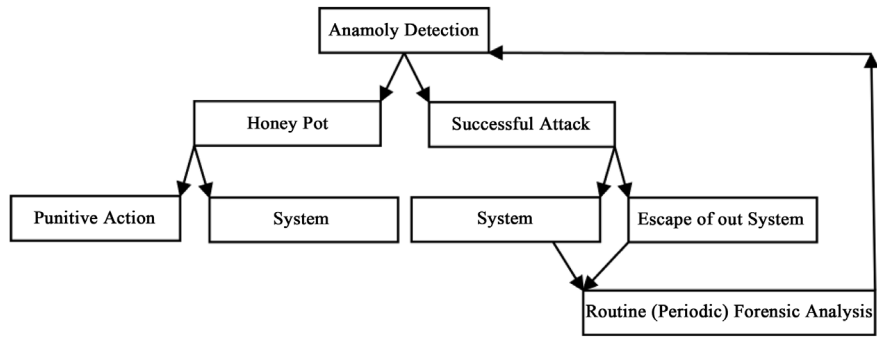 Anamoly Detection
Honey Pot
Successful Attack
Punitive Action
System
System
Escape of out System
Routine (Periodic) Forensic Analysis